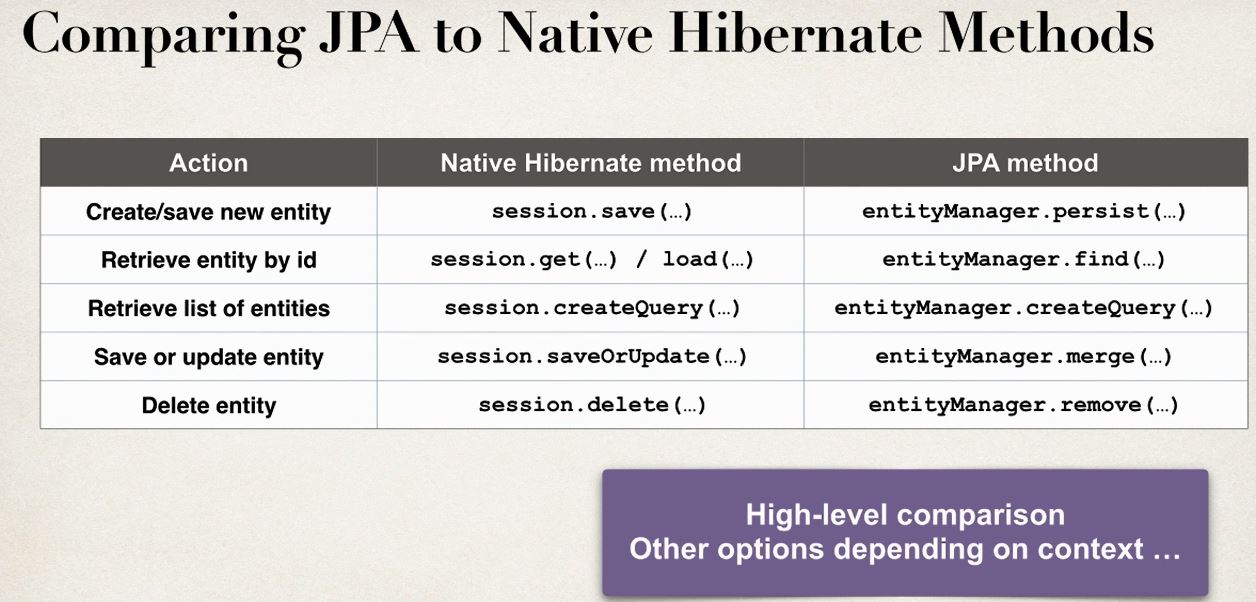 Comparing JPA to Native Hibernate Methods
Action Native Hibernate method JPA method
Create/save new entity session.save(…) entityManager.persist(…)
Retrieve entity by id session.get(…) / load(…) entityManager.find(…)
Retrieve list of entities session.createQuery(…) entityManager.createQuery(…)
Save or update entity session.saveOrUpdate(…) entityManager.merge(…)
Delete entity session.delete(…) entityManager.remove(…)
High-level comparison
Other options depending on context …